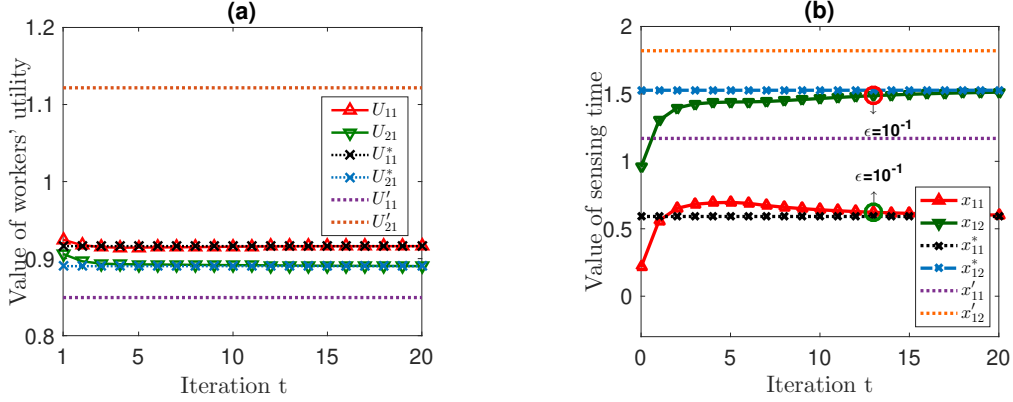 (a)
Value of workers' utility
1.2
1.1
1
0.9
0.8
1
5
10
15
20
Iteration t
U₁₁
U₂₁
U*₁₁
U*₂₁
U′₁₁
U′₂₁
(b)
Value of sensing time
2
1.5
1
0.5
0
0
5
10
15
20
Iteration t
ϵ=10⁻¹
ϵ=10⁻¹
x₁₁
x₁₂
x*₁₁
x*₁₂
x′₁₁
x′₁₂